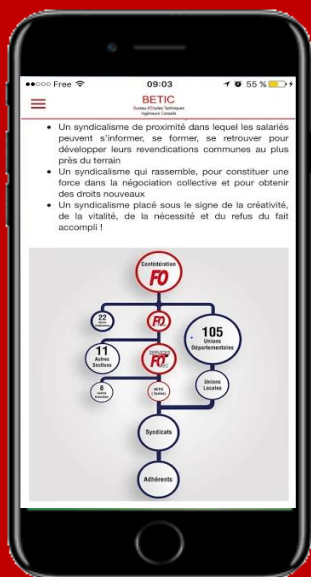 Free 09:03 55 %
BETIC
Bureau d'Etudes Techniques
Ingénieurs Conseils
• Un syndicalisme de proximité dans lequel les salariés
peuvent s'informer, se former, se retrouver pour
développer leurs revendications communes au plus
près du terrain
• Un syndicalisme qui rassemble, pour constituer une
force dans la négociation collective et pour obtenir
des droits nouveaux
• Un syndicalisme placé sous le signe de la créativité,
de la vitalité, de la nécessité et du refus du fait
accompli !
Confédération
FO
22
FO
105
Unions
Départementales
11
Autres
Sections
FO
8
BETIC
Unions
Locales
Syndicats
Adhérents